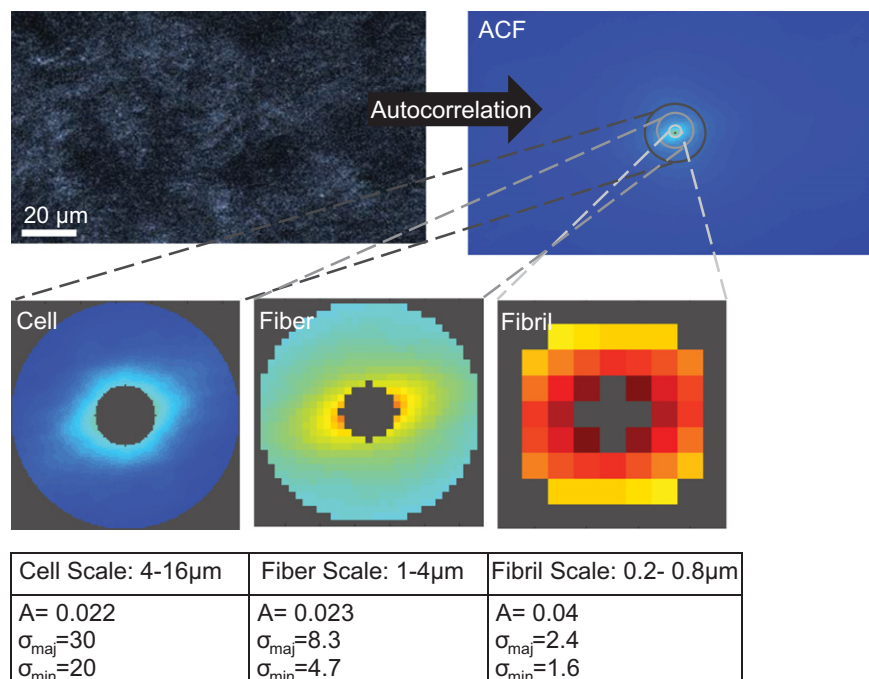 ACF
Autocorrelation
20 µm
Cell
Fiber
Fibril
Cell Scale: 4-16µm
Fiber Scale: 1-4µm
Fibril Scale: 0.2- 0.8µm
A= 0.022
A= 0.023
A= 0.04
σmaj=30
σmaj=8.3
σmaj=2.4
σmin=20
σmin=4.7
σmin=1.6